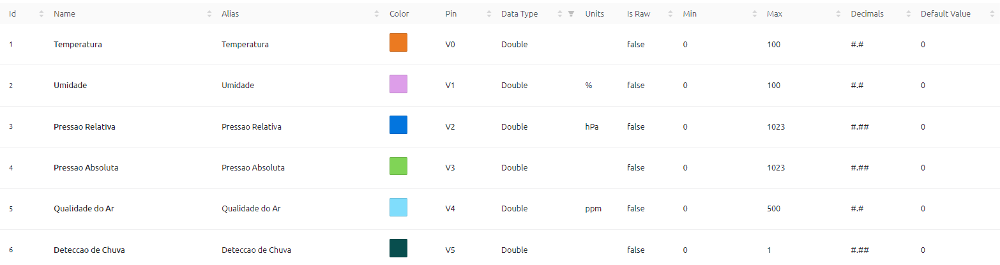 Id Name Alias Color Pin Data Type Units Is Raw Min Max Decimals Default Value
1 Temperatura Temperatura V0 Double false 0 100 #.# 0
2 Umidade Umidade V1 Double % false 0 100 #.# 0
3 Pressao Relativa Pressao Relativa V2 Double hPa false 0 1023 #.## 0
4 Pressao Absoluta Pressao Absoluta V3 Double false 0 1023 #.## 0
5 Qualidade do Ar Qualidade do Ar V4 Double ppm false 0 500 #.# 0
6 Deteccao de Chuva Deteccao de Chuva V5 Double false 0 1 #.## 0